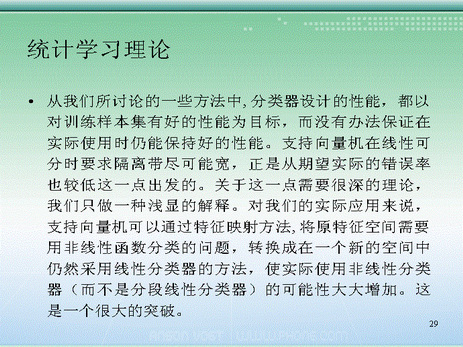 统计学习理论
• 从我们所讨论的一些方法中,分类器设计的性能，都以
对训练样本集有好的性能为目标，而没有办法保证在
实际使用时仍能保持好的性能。支持向量机在线性可
分时要求隔离带尽可能宽，正是从期望实际的错误率
也较低这一点出发的。关于这一点需要很深的理论，
我们只做一种浅显的解释。对我们的实际应用来说，
支持向量机可以通过特征映射方法,将原特征空间需要
用非线性函数分类的问题，转换成在一个新的空间中
仍然采用线性分类器的方法，使实际使用非线性分类
器（而不是分段线性分类器）的可能性大大增加。这
是一个很大的突破。
29